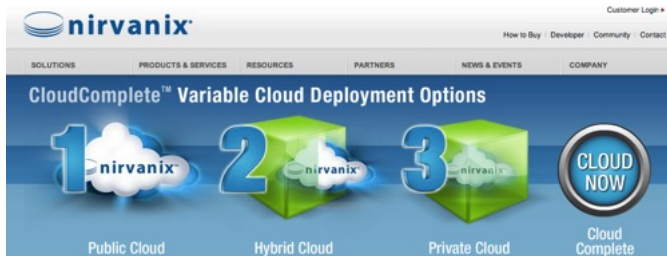 Customer Login
nirvanix
How to Buy Developer Community Contact
SOLUTIONS PRODUCTS & SERVICES RESOURCES PARTNERS NEWS & EVENTS COMPANY
CloudComplete™ Variable Cloud Deployment Options
1 nirvanix 2 nirvanix 3 nirvanix CLOUD
NOW
Public Cloud Hybrid Cloud Private Cloud Cloud
Complete